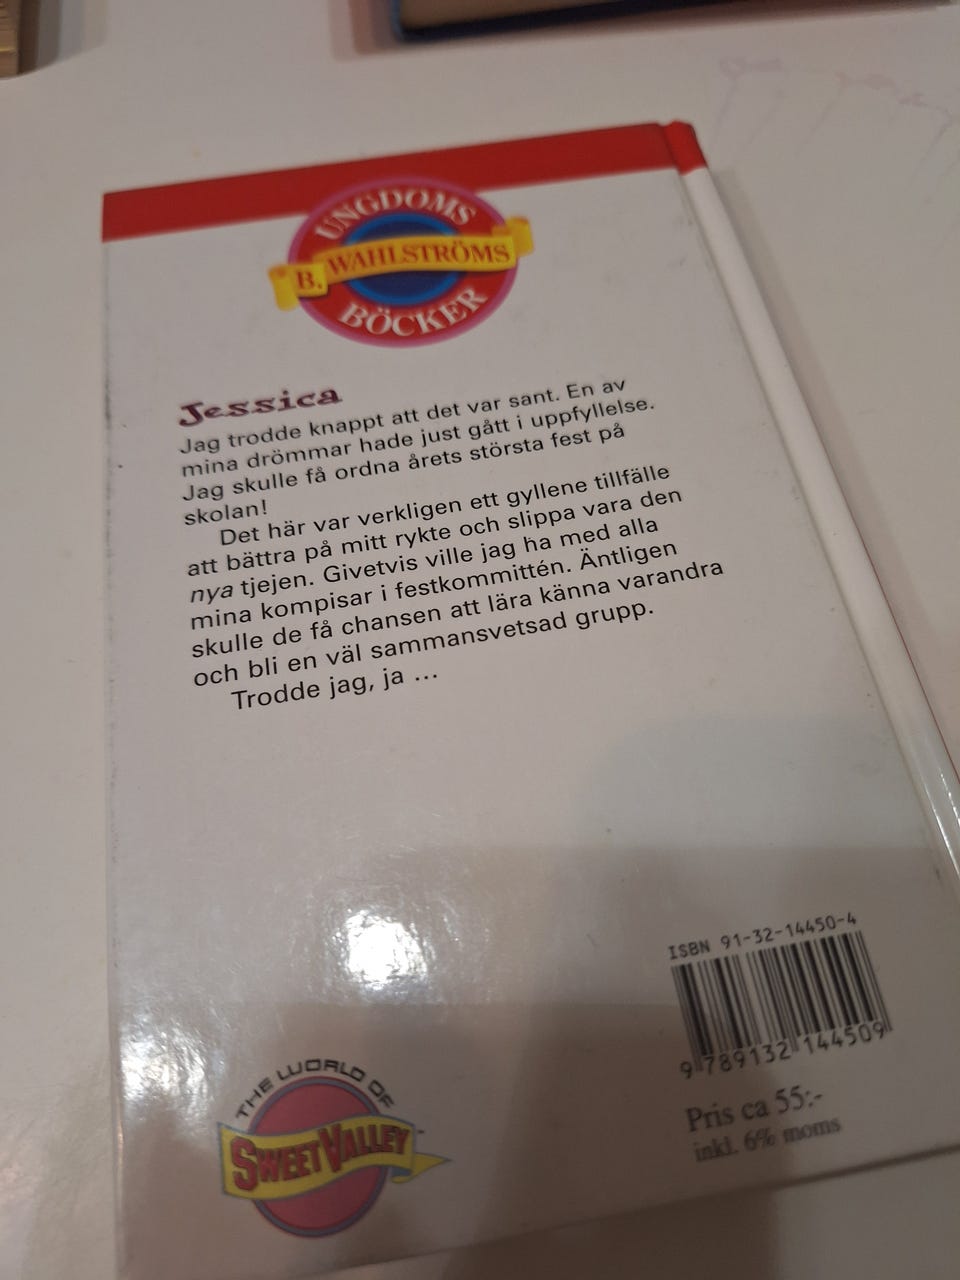 UNGDOMS
B. WAHLSTRÖMS
BÖCKER
Jessica
Jag trodde knappt att det var sant. En av
mina drömmar hade just gått i uppfyllelse.
Jag skulle få ordna årets största fest på
skolan!
Det här var verkligen ett gyllene tillfälle
att bättra på mitt rykte och slippa vara den
nya tjejen. Givetvis ville jag ha med alla
mina kompisar i festkommittén. Äntligen
skulle de få chansen att lära känna varandra
och bli en väl sammansvetsad grupp.
Trodde jag, ja ...
ISBN 91-32-14450-4
9 789132 144509
Pris ca 55:-
inkl. 6% moms
THE WORLD OF
SWEET VALLEY